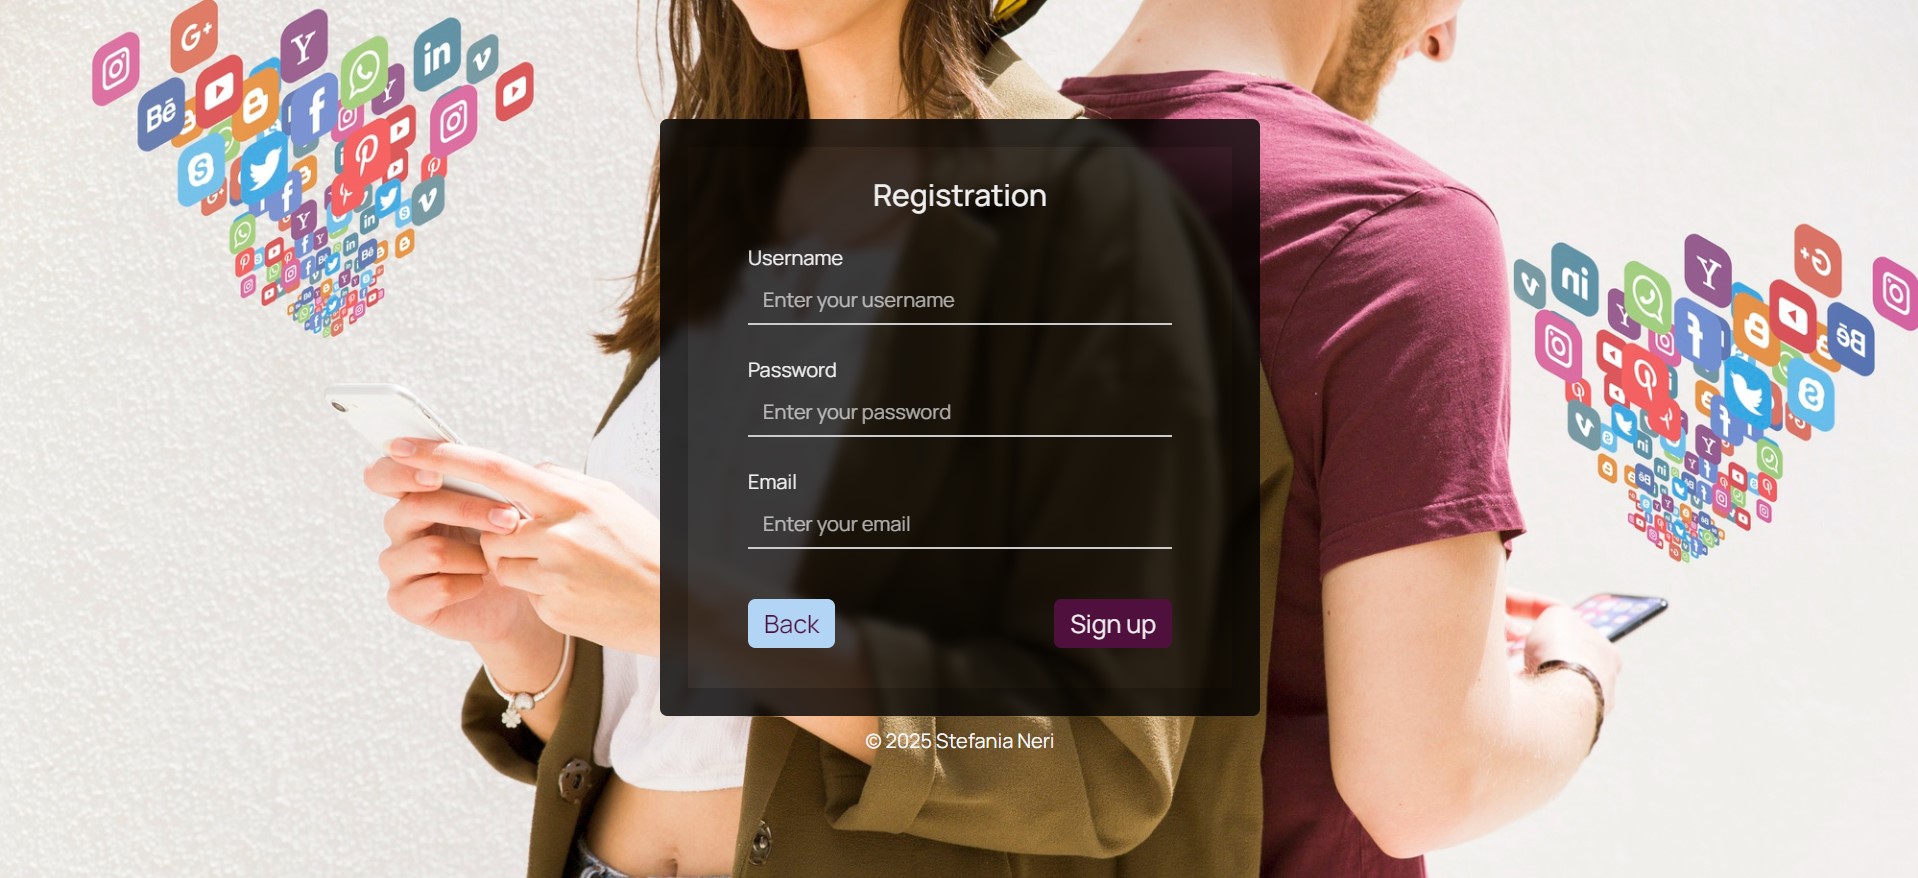 Registration
Username
Enter your username
Password
Enter your password
Email
Enter your email
Back
Sign up
© 2025 Stefania Neri